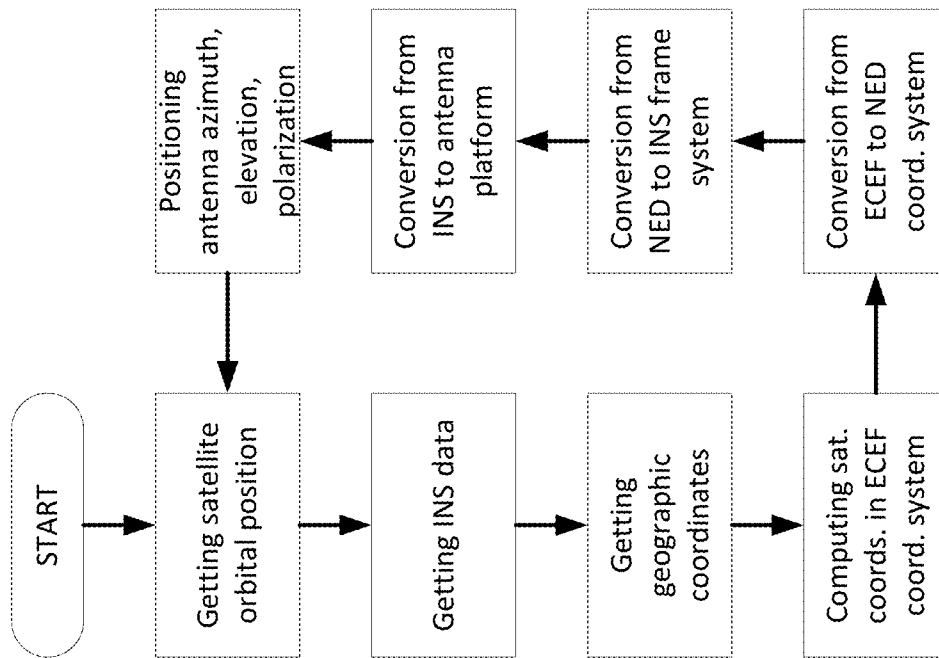 START
Getting satellite
orbital position
Getting INS data
Getting
geographic
coordinates
Computing sat.
coords. in ECEF
coord. system
Conversion from
ECEF to NED
coord. system
Conversion from
NED to INS frame
system
Conversion from
INS to antenna
platform
Positioning
antenna azimuth,
elevation,
polarization